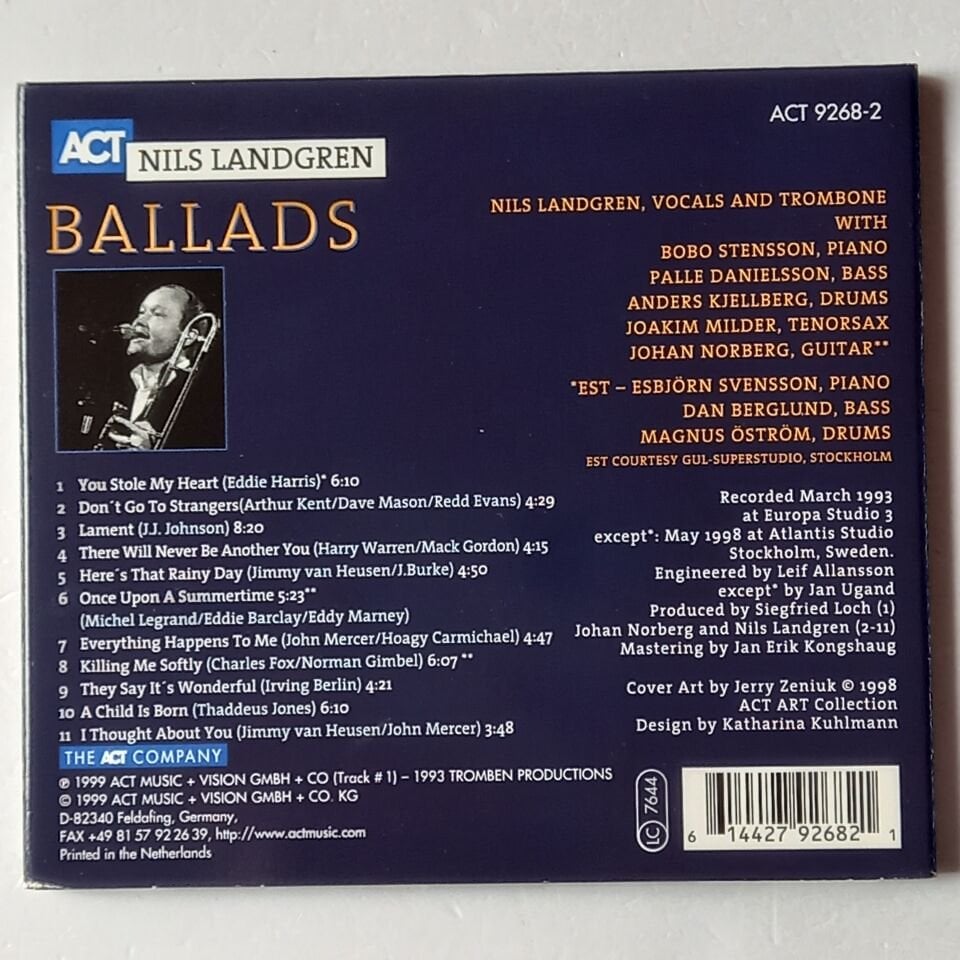 ACT 9268-2
ACT
NILS LANDGREN
BALLADS
NILS LANDGREN, VOCALS AND TROMBONE
WITH
BOBO STENSSON, PIANO
PALLE DANIELSSON, BASS
ANDERS KJELLBERG, DRUMS
JOAKIM MILDER, TENORSAX
JOHAN NORBERG, GUITAR**
*EST – ESBJÖRN SVENSSON, PIANO
DAN BERGLUND, BASS
MAGNUS ÖSTRÖM, DRUMS
EST COURTESY GUL-SUPERSTUDIO, STOCKHOLM
1 You Stole My Heart (Eddie Harris)* 6:10
2 Don´t Go To Strangers(Arthur Kent/Dave Mason/Redd Evans) 4:29
3 Lament (J.J. Johnson) 8:20
4 There Will Never Be Another You (Harry Warren/Mack Gordon) 4:15
5 Here´s That Rainy Day (Jimmy van Heusen/J.Burke) 4:50
6 Once Upon A Summertime 5:23**
(Michel Legrand/Eddie Barclay/Eddy Marney)
7 Everything Happens To Me (John Mercer/Hoagy Carmichael) 4:47
8 Killing Me Softly (Charles Fox/Norman Gimbel) 6:07 **
9 They Say It´s Wonderful (Irving Berlin) 4:21
10 A Child Is Born (Thaddeus Jones) 6:10
11 I Thought About You (Jimmy van Heusen/John Mercer) 3:48
Recorded March 1993
at Europa Studio 3
except*: May 1998 at Atlantis Studio
Stockholm, Sweden.
Engineered by Leif Allansson
except* by Jan Ugand
Produced by Siegfried Loch (1)
Johan Norberg and Nils Landgren (2-11)
Mastering by Jan Erik Kongshaug
Cover Art by Jerry Zeniuk © 1998
ACT ART Collection
Design by Katharina Kuhlmann
THE ACT COMPANY
℗ 1999 ACT MUSIC + VISION GMBH + CO (Track # 1) – 1993 TROMBEN PRODUCTIONS
© 1999 ACT MUSIC + VISION GMBH + CO. KG
D-82340 Feldafing, Germany,
FAX +49 81 57 92 26 39, http://www.actmusic.com
Printed in the Netherlands
LC 7644
6 14427 92682 1